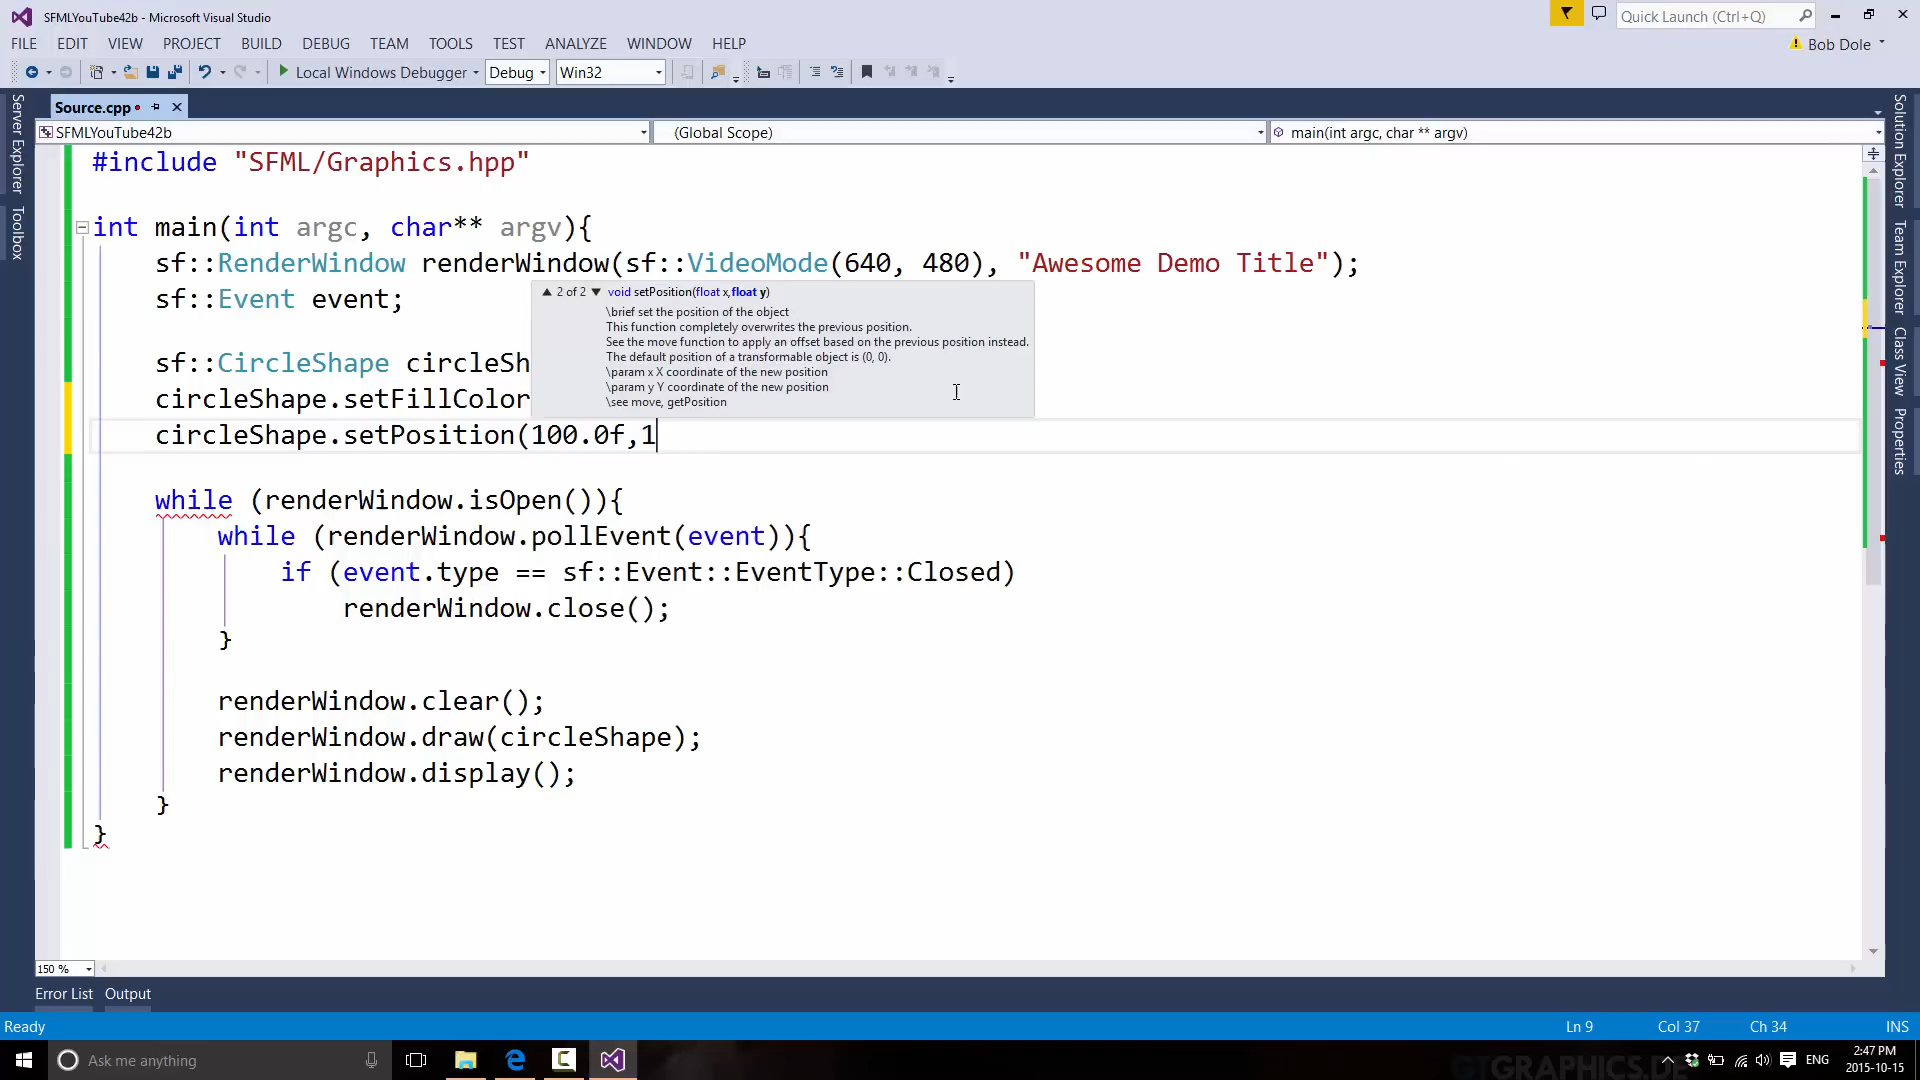 SFMLYouTube42b - Microsoft Visual Studio
Quick Launch (Ctrl+Q)
FILE EDIT VIEW PROJECT BUILD DEBUG TEAM TOOLS TEST ANALYZE WINDOW HELP
Bob Dole
Local Windows Debugger Debug Win32
Server Explorer
Toolbox
Source.cpp
SFMLYouTube42b (Global Scope) main(int argc, char ** argv)
#include "SFML/Graphics.hpp"
int main(int argc, char** argv){
sf::RenderWindow renderWindow(sf::VideoMode(640, 480), "Awesome Demo Title");
sf::Event event;
2 of 2 void setPosition(float x,float y)
\brief set the position of the object
This function completely overwrites the previous position.
See the move function to apply an offset based on the previous position instead.
The default position of a transformable object is (0, 0).
\param x X coordinate of the new position
\param y Y coordinate of the new position
\see move, getPosition
sf::CircleShape circleSh
circleShape.setFillColor
circleShape.setPosition(100.0f,1
while (renderWindow.isOpen()){
while (renderWindow.pollEvent(event)){
if (event.type == sf::Event::EventType::Closed)
renderWindow.close();
}
renderWindow.clear();
renderWindow.draw(circleShape);
renderWindow.display();
}
}
Solution Explorer
Team Explorer
Class View
Properties
150 %
Error List Output
Ready Ln 9 Col 37 Ch 34 INS
Ask me anything
GTGRAPHICS.DE
ENG
2:47 PM
2015-10-15